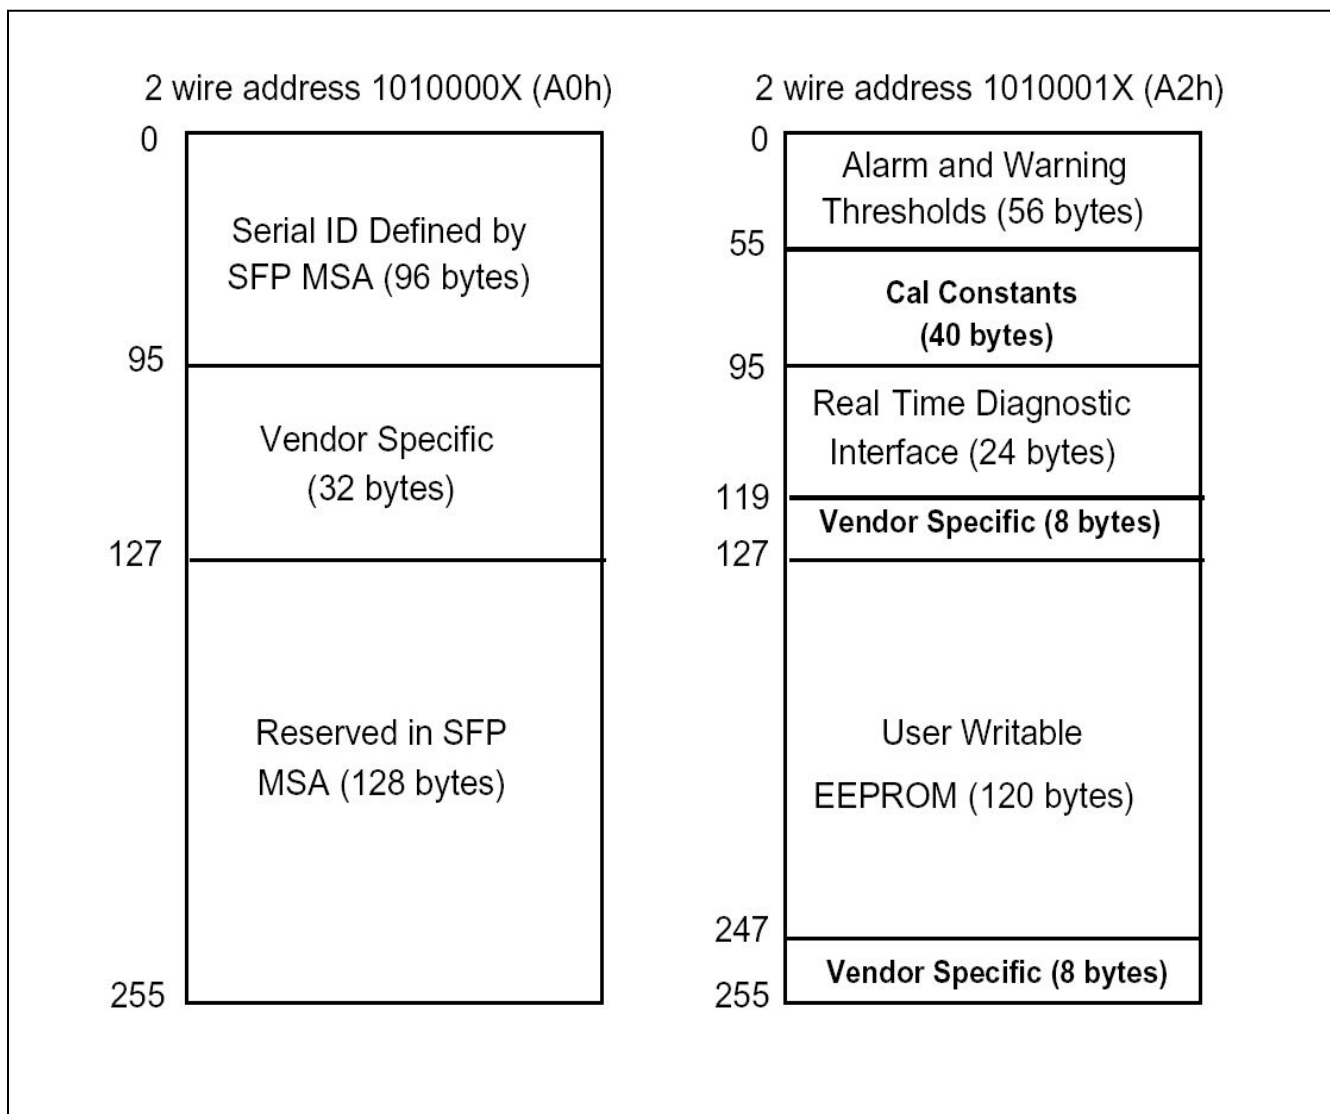 2 wire address 1010000X (A0h)
0
Serial ID Defined by
SFP MSA (96 bytes)
95
Vendor Specific
(32 bytes)
127
Reserved in SFP
MSA (128 bytes)
255
2 wire address 1010001X (A2h)
0
Alarm and Warning
Thresholds (56 bytes)
55
Cal Constants
(40 bytes)
95
Real Time Diagnostic
Interface (24 bytes)
119
Vendor Specific (8 bytes)
127
User Writable
EEPROM (120 bytes)
247
Vendor Specific (8 bytes)
255